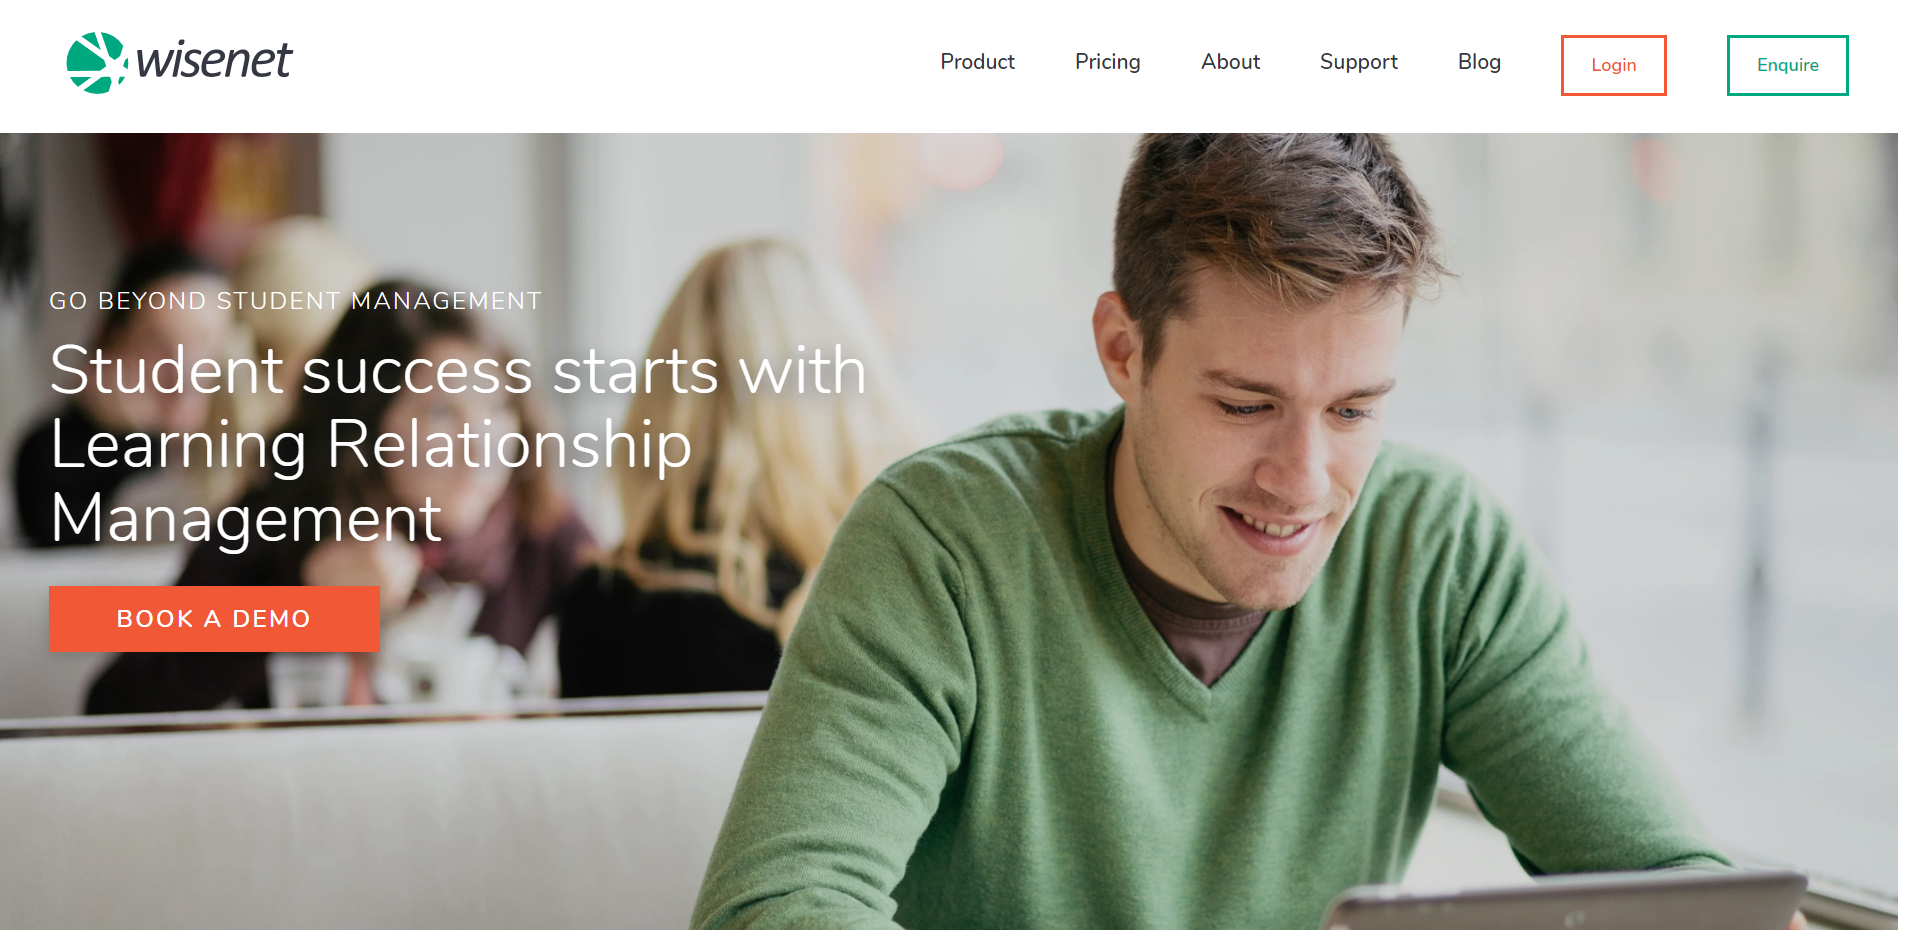 wisenet
Product Pricing About Support Blog Login Enquire
GO BEYOND STUDENT MANAGEMENT
Student success starts with
Learning Relationship
Management
BOOK A DEMO